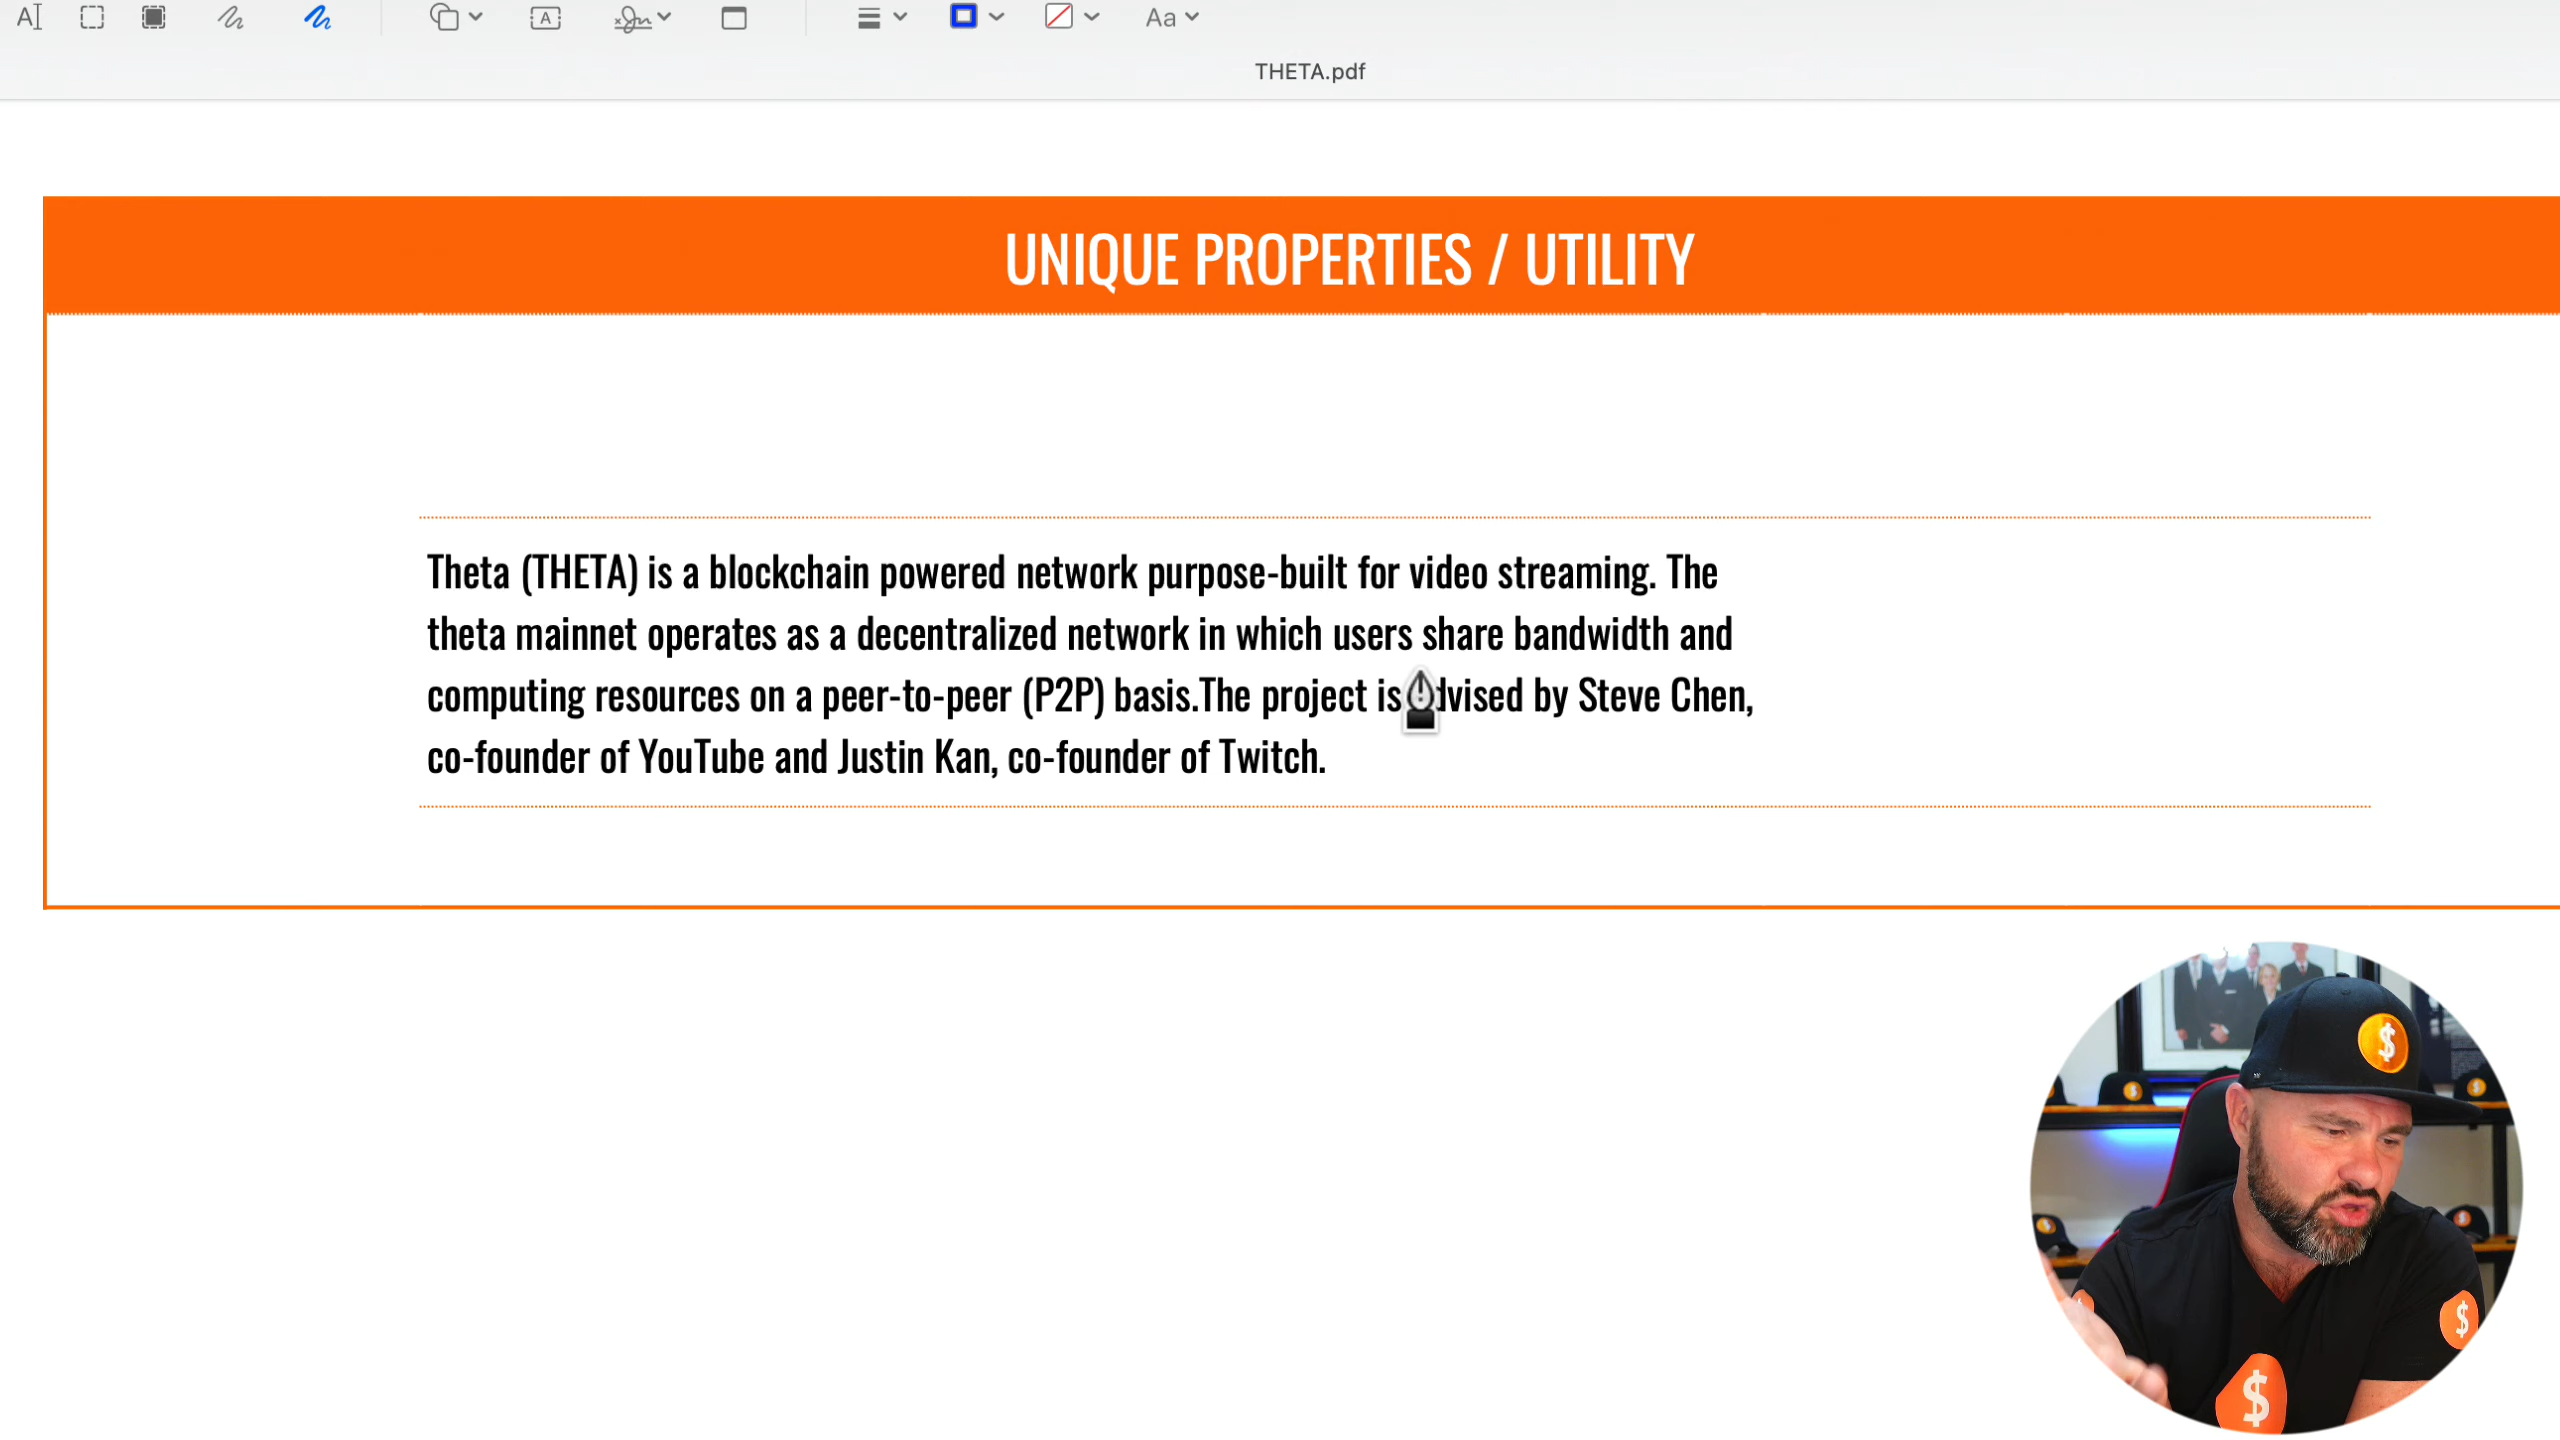 THETA.pdf
Aa
UNIQUE PROPERTIES / UTILITY
Theta (THETA) is a blockchain powered network purpose-built for video streaming. The
theta mainnet operates as a decentralized network in which users share bandwidth and
computing resources on a peer-to-peer (P2P) basis.The project is advised by Steve Chen,
co-founder of YouTube and Justin Kan, co-founder of Twitch.